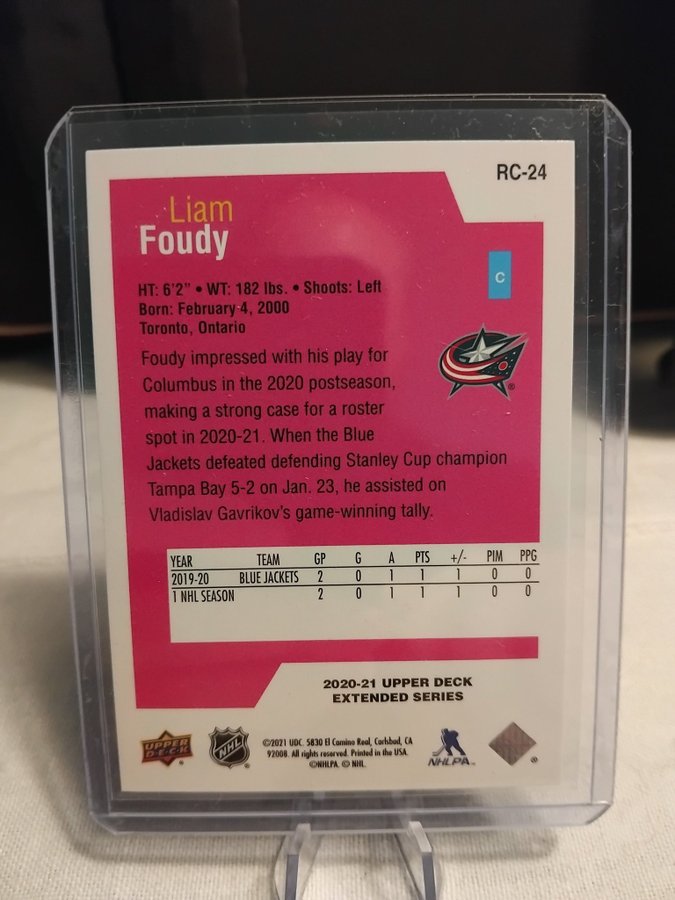 RC-24
Liam
Foudy
C
HT: 6'2" • WT: 182 lbs. • Shoots: Left
Born: February 4, 2000
Toronto, Ontario
Foudy impressed with his play for
Columbus in the 2020 postseason,
making a strong case for a roster
spot in 2020-21. When the Blue
Jackets defeated defending Stanley Cup champion
Tampa Bay 5-2 on Jan. 23, he assisted on
Vladislav Gavrikov's game-winning tally.
YEAR TEAM GP G A PTS +/- PIM PPG
2019-20 BLUE JACKETS 2 0 1 1 1 0 0
1 NHL SEASON 2 0 1 1 1 0 0
2020-21 UPPER DECK
EXTENDED SERIES
UPPER DECK
NHL
©2021 UDC. 5830 El Camino Real, Carlsbad, CA
92008. All rights reserved. Printed in the USA.
©NHLPA. © NHL.
NHLPA